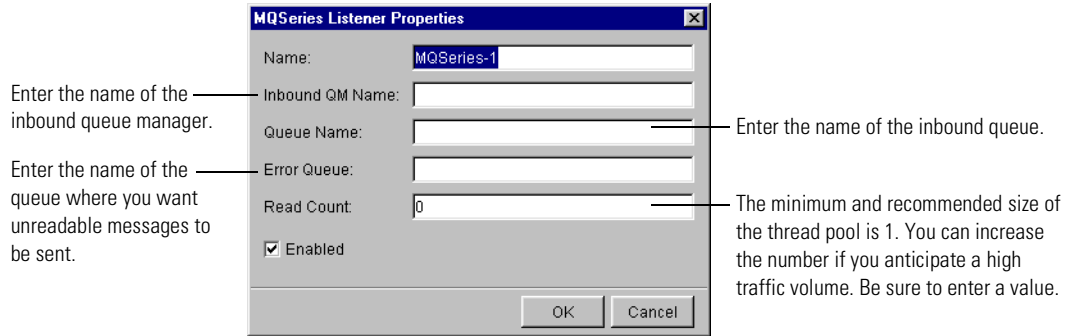 MQSeries Listener Properties
Name:
MQSeries-1
Enter the name of the
inbound queue manager.
Inbound QM Name:
Queue Name:
Enter the name of the inbound queue.
Enter the name of the
queue where you want
unreadable messages to
be sent.
Error Queue:
Read Count:
0
The minimum and recommended size of
the thread pool is 1. You can increase
the number if you anticipate a high
traffic volume. Be sure to enter a value.
Enabled
OK
Cancel